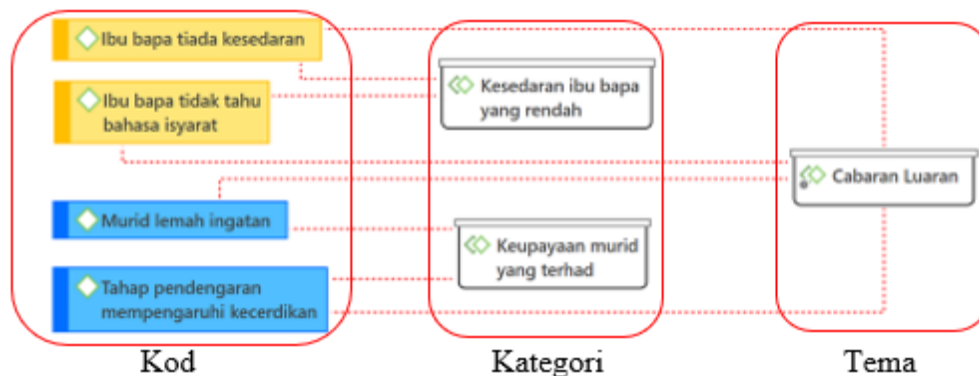 Ibu bapa tiada kesedaran
Ibu bapa tidak tahu
bahasa isyarat
Murid lemah ingatan
Tahap pendengaran
mempengaruhi kecerdikan
Kesedaran ibu bapa
yang rendah
Keupayaan murid
yang terhad
Cabaran Luaran
Kod
Kategori
Tema